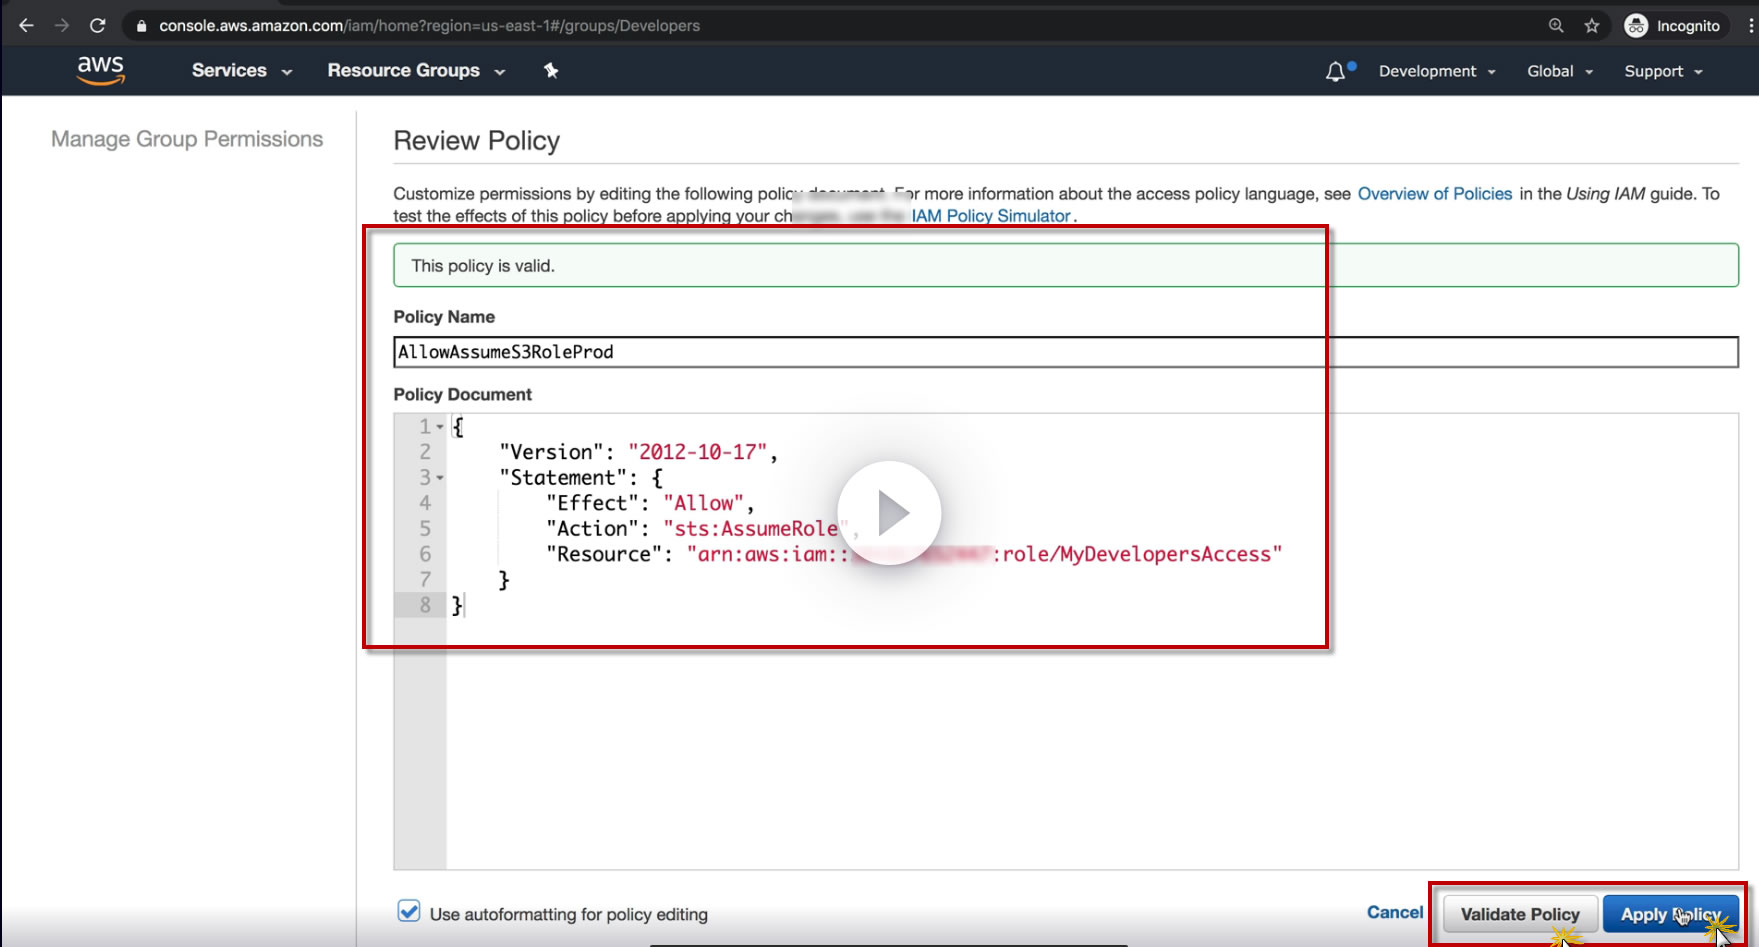 console.aws.amazon.com/iam/home?region=us-east-1#/groups/Developers
Incognito
aws
Services
Resource Groups
Development
Global
Support
Manage Group Permissions
Review Policy
Customize permissions by editing the following policy document. For more information about the access policy language, see Overview of Policies in the Using IAM guide. To
test the effects of this policy before applying your changes, use the IAM Policy Simulator.
This policy is valid.
Policy Name
AllowAssumeS3RoleProd
Policy Document
1 {
2 "Version": "2012-10-17",
3 "Statement": {
4 "Effect": "Allow",
5 "Action": "sts:AssumeRole",
6 "Resource": "arn:aws:iam:: :role/MyDevelopersAccess"
7 }
8 }
Use autoformatting for policy editing
Cancel
Validate Policy
Apply Policy